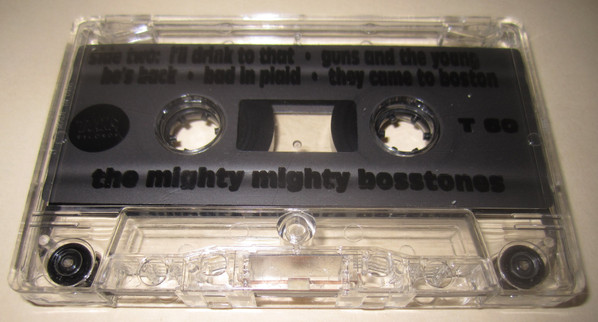 side two: i'd drink to that • guns and the young
he's back • bad in plaid • they came to boston
T 60
the mighty mighty bosstones